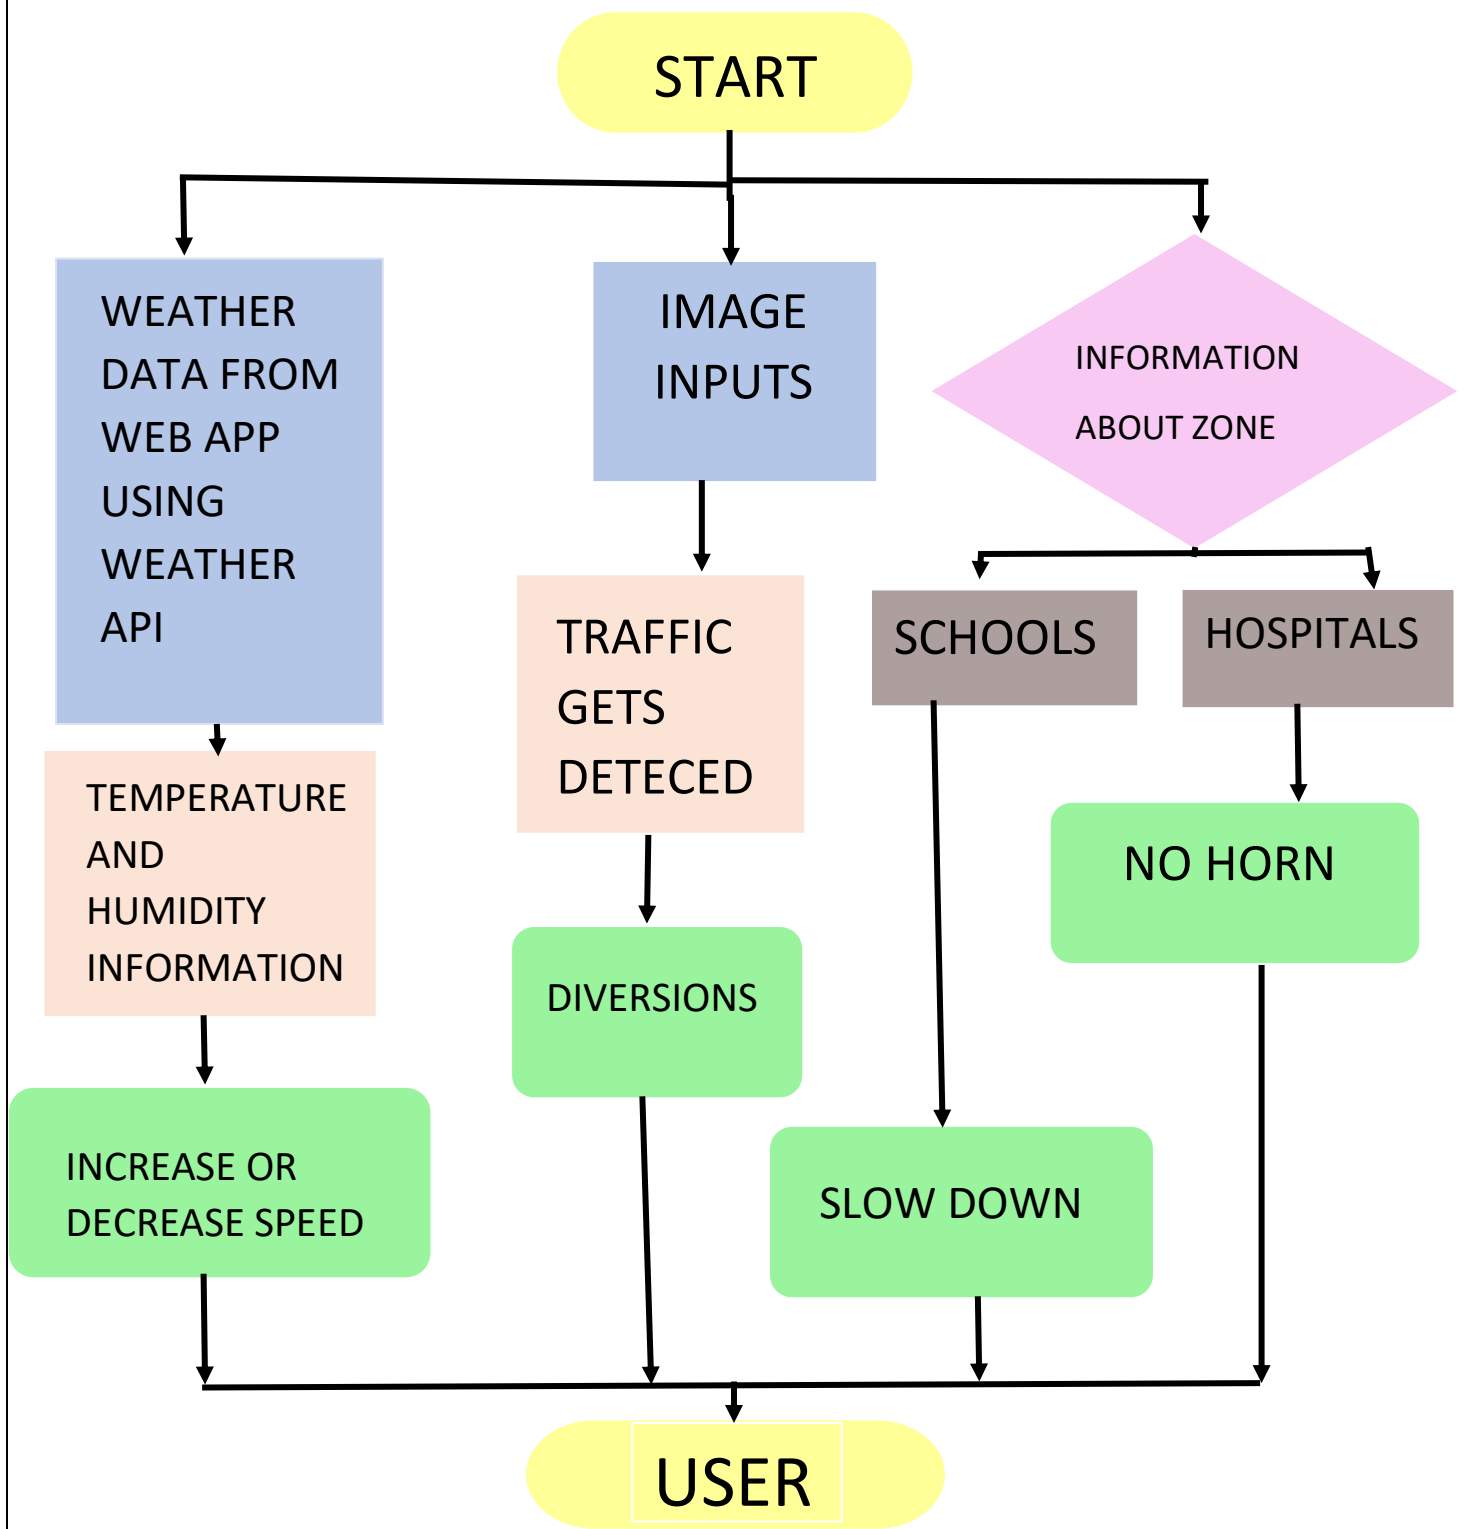 START
WEATHER
DATA FROM
WEB APP
USING
WEATHER
API
IMAGE
INPUTS
INFORMATION
ABOUT ZONE
TRAFFIC
GETS
DETECED
SCHOOLS
HOSPITALS
TEMPERATURE
AND
HUMIDITY
INFORMATION
NO HORN
DIVERSIONS
INCREASE OR
DECREASE SPEED
SLOW DOWN
USER